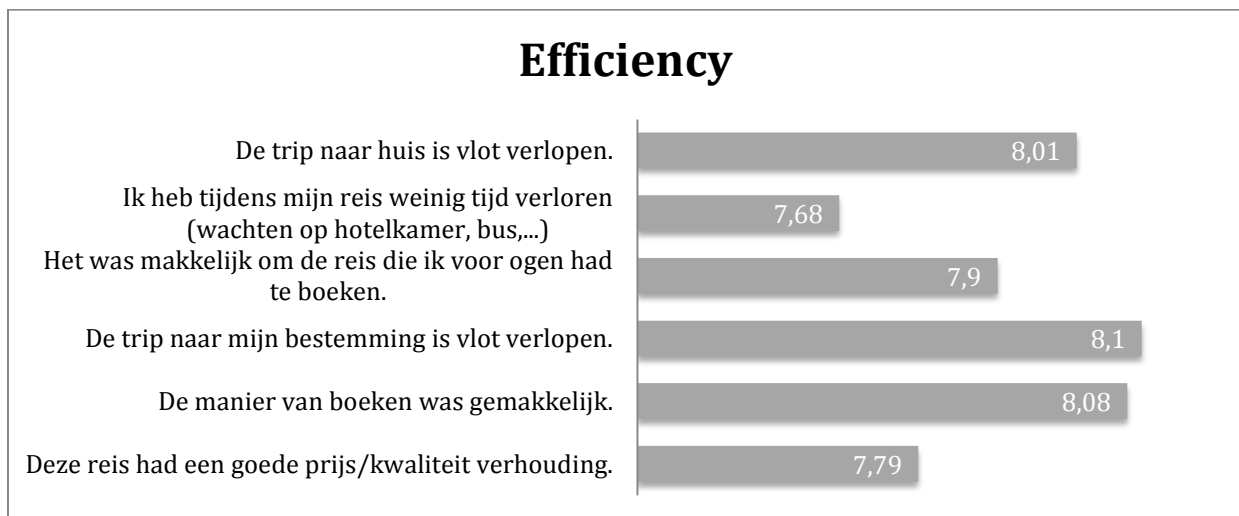 Efficiency
De trip naar huis is vlot verlopen.
8,01
Ik heb tijdens mijn reis weinig tijd verloren
(wachten op hotelkamer, bus,...)
7,68
Het was makkelijk om de reis die ik voor ogen had
te boeken.
7,9
De trip naar mijn bestemming is vlot verlopen.
8,1
De manier van boeken was gemakkelijk.
8,08
Deze reis had een goede prijs/kwaliteit verhouding.
7,79